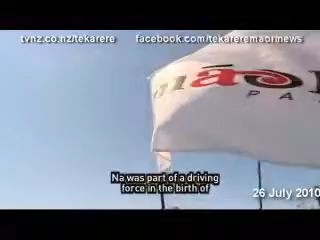 tvnz.co.nz/tekarere facebook.com/tekareremaorinews
PA
Na was part of a driving
force in the birth of
26 July 2010